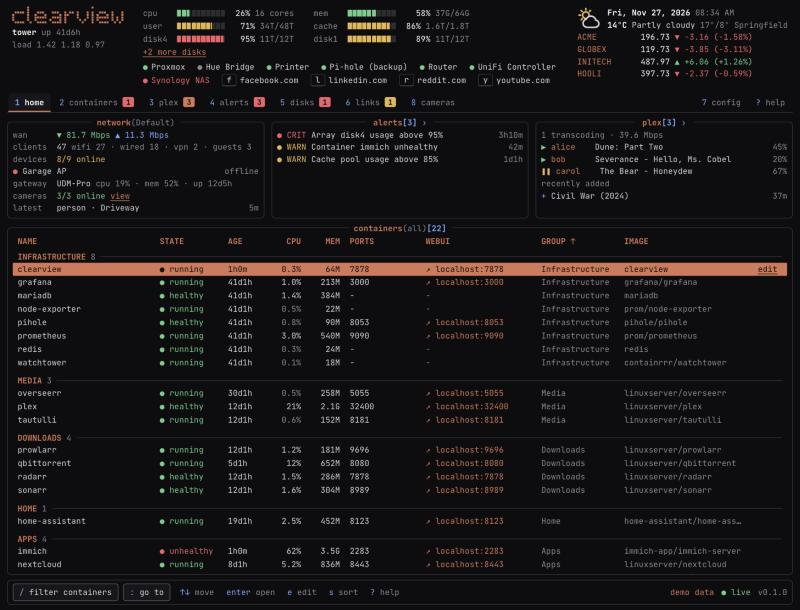 clearview
tower up 41d6h
load 1.42 1.18 0.97
cpu 26% 16 cores
user 71% 34T/48T
disk4 95% 11T/12T
+2 more disks
mem 58% 37G/64G
cache 86% 1.6T/1.8T
disk1 89% 11T/12T
● Proxmox ● Hue Bridge ● Printer ● Pi-hole (backup) ● Router ● UniFi Controller
● Synology NAS f facebook.com l linkedin.com r reddit.com y youtube.com
Fri, Nov 27, 2026 08:34 AM
14°C Partly cloudy 17°/8° Springfield
ACME 196.73 ▼ -3.16 (-1.58%)
GLOBEX 119.73 ▼ -3.85 (-3.11%)
INITECH 487.97 ▲ +6.06 (+1.26%)
HOOLI 397.73 ▼ -2.37 (-0.59%)
1 home 2 containers 1 3 plex 3 4 alerts 3 5 disks 1 6 links 1 8 cameras 7 config ? help
network(Default)
wan ▼ 81.7 Mbps ▲ 11.3 Mbps
clients 47 wifi 27 · wired 18 · vpn 2 · guests 3
devices 8/9 online
● Garage AP offline
gateway UDM-Pro cpu 19% · mem 52% · up 12d5h
cameras 3/3 online view
latest person · Driveway 5m
alerts[3] ›
● CRIT Array disk4 usage above 95% 3h10m
● WARN Container immich unhealthy 42m
● WARN Cache pool usage above 85% 1d1h
plex[3] ›
1 transcoding · 39.6 Mbps
▶ alice Dune: Part Two 45%
▶ bob Severance - Hello, Ms. Cobel 20%
❚❚ carol The Bear - Honeydew 67%
recently added
+ Civil War (2024) 37m
containers(all)[22]
NAME STATE AGE CPU MEM PORTS WEBUI GROUP ↑ IMAGE
INFRASTRUCTURE 8
clearview ● running 1h0m 0.3% 64M 7878 ↗ localhost:7878 Infrastructure clearview edit
grafana ● running 41d1h 1.0% 213M 3000 ↗ localhost:3000 Infrastructure grafana/grafana
mariadb ● healthy 41d1h 1.4% 384M - - Infrastructure mariadb
node-exporter ● running 41d1h 0.5% 22M - - Infrastructure prom/node-exporter
pihole ● healthy 41d1h 0.8% 90M 8053 ↗ localhost:8053 Infrastructure pihole/pihole
prometheus ● running 41d1h 3.0% 540M 9090 ↗ localhost:9090 Infrastructure prom/prometheus
redis ● running 41d1h 0.3% 24M - - Infrastructure redis
watchtower ● running 41d1h 0.1% 18M - - Infrastructure containrrr/watchtower
MEDIA 3
overseerr ● running 30d1h 0.5% 258M 5055 ↗ localhost:5055 Media linuxserver/overseerr
plex ● healthy 12d1h 21% 2.1G 32400 ↗ localhost:32400 Media linuxserver/plex
tautulli ● running 12d1h 0.6% 152M 8181 ↗ localhost:8181 Media linuxserver/tautulli
DOWNLOADS 4
prowlarr ● running 12d1h 1.2% 181M 9696 ↗ localhost:9696 Downloads linuxserver/prowlarr
qbittorrent ● running 5d1h 12% 652M 8080 ↗ localhost:8080 Downloads linuxserver/qbittorrent
radarr ● healthy 12d1h 1.5% 286M 7878 ↗ localhost:7878 Downloads linuxserver/radarr
sonarr ● healthy 12d1h 1.6% 304M 8989 ↗ localhost:8989 Downloads linuxserver/sonarr
HOME 1
home-assistant ● running 19d1h 2.5% 452M 8123 ↗ localhost:8123 Home home-assistant/home-ass…
APPS 4
immich ● unhealthy 1h0m 62% 3.5G 2283 ↗ localhost:2283 Apps immich-app/immich-server
nextcloud ● running 8d1h 5.2% 836M 8443 ↗ localhost:8443 Apps linuxserver/nextcloud
/ filter containers : go to ↑↓ move enter open e edit s sort ? help demo data ● live v0.1.0